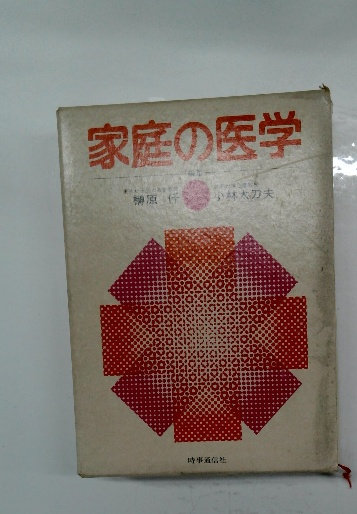 家庭の医学
榊原 仟
小林太刀夫
時事通信社